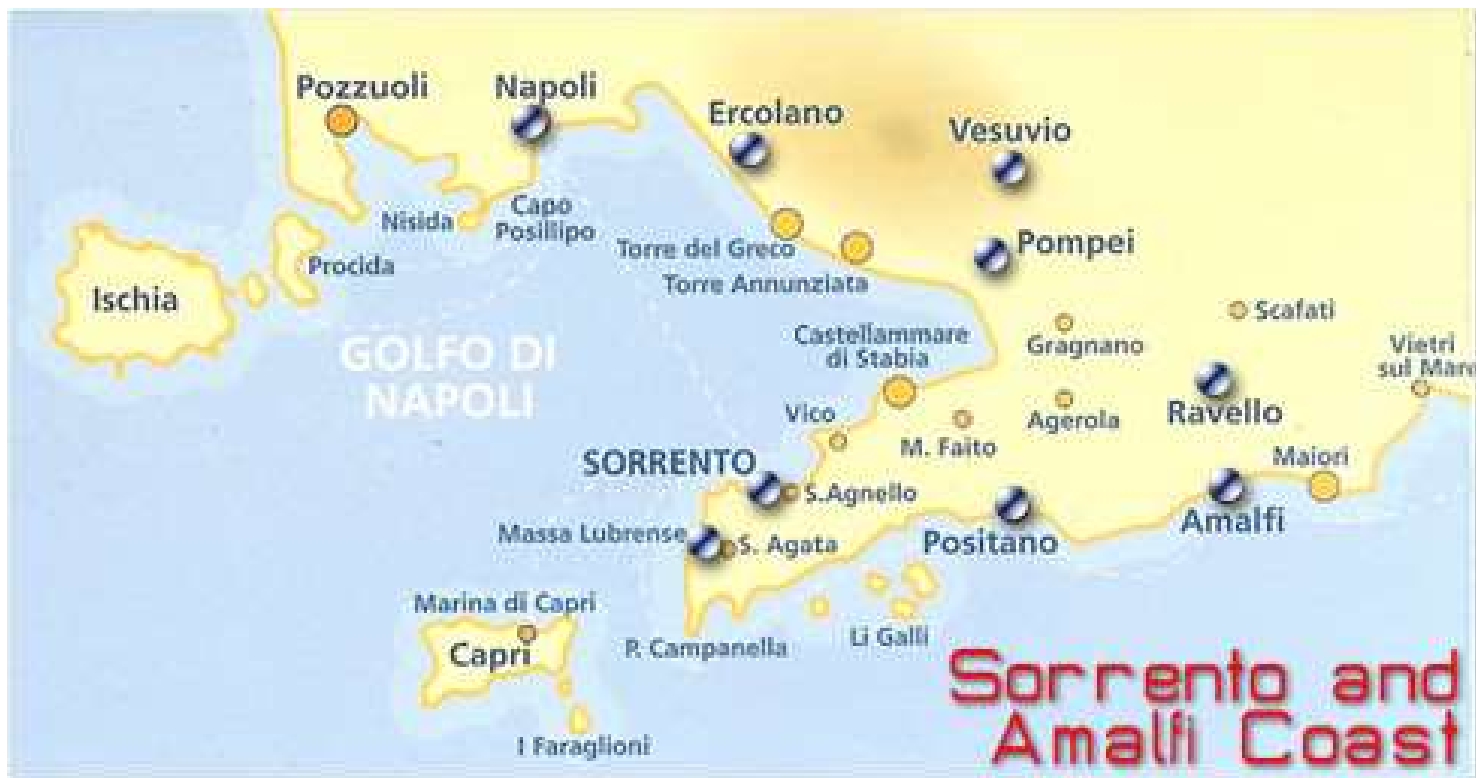 Pozzuoli
Napoli
Ercolano
Vesuvio
Nisida
Capo
Posillipo
Torre del Greco
Pompei
Procida
Torre Annunziata
Ischia
Scafati
GOLFO DI
NAPOLI
Castellammare
di Stabia
Gragnano
Vietri
sul Mare
Vico
M. Faito
Agerola
Ravello
SORRENTO
Maiori
S.Agnello
Massa Lubrense
S. Agata
Positano
Amalfi
Marina di Capri
Capri
P. Campanella
Li Galli
I Faraglioni
Sorrento and
Amalfi Coast